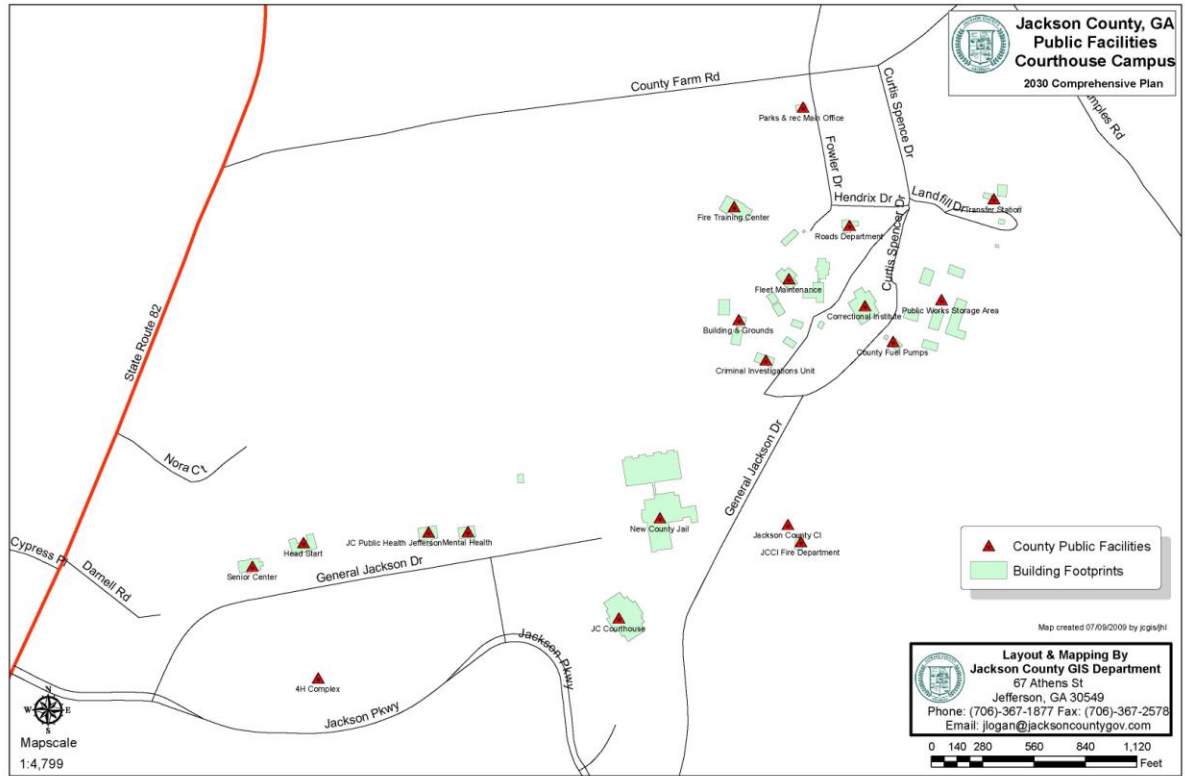 Jackson County, GA
Public Facilities
Courthouse Campus
2030 Comprehensive Plan
County Farm Rd
Curtis Spence Dr
mples Rd
Parks & rec Main Office
Fowler Dr
Hendrix Dr
Landfill Dr
Transfer Station
Fire Training Center
Roads Department
Curtis Spencer Dr
Fleet Maintenance
Building & Grounds
Correctional Institute
Public Works Storage Area
County Fuel Pumps
Criminal Investigations Unit
State Route 82
Nora Ct
General Jackson Dr
New County Jail
Jackson County CI
JCCI Fire Department
Cypress Pl
Darnell Rd
Head Start
JC Public Health Jefferson
Mental Health
Senior Center
General Jackson Dr
JC Courthouse
4H Complex
Jackson Pkwy
Jackson Pkwy
County Public Facilities
Building Footprints
Map created 07/09/2009 by jcgis/jhl
Layout & Mapping By
Jackson County GIS Department
67 Athens St
Jefferson, GA 30549
Phone: (706)-367-1877 Fax: (706)-367-2578
Email: jlogan@jacksoncountygov.com
N
W E
S
Mapscale
1:4,799
0 140 280 560 840 1,120
Feet